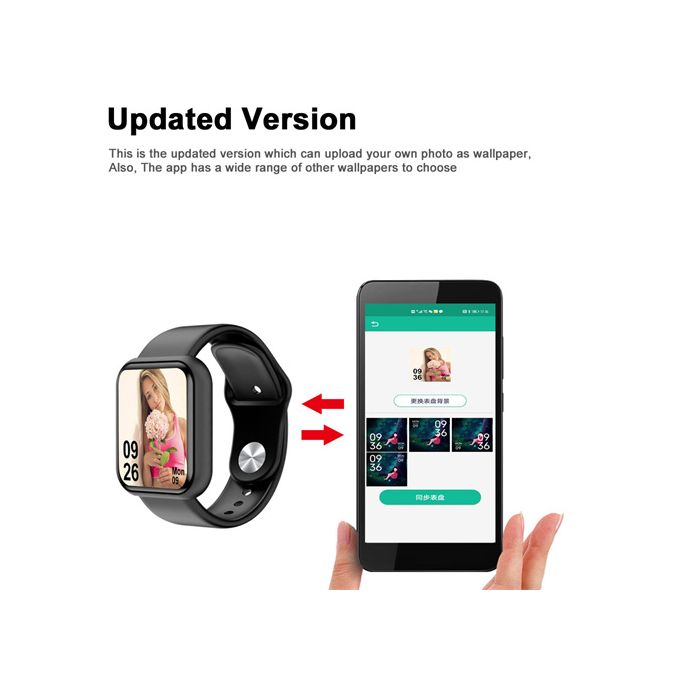 Updated Version
This is the updated version which can upload your own photo as wallpaper,
Also, The app has a wide range of other wallpapers to choose
09
26
Mon
09
09
36
更换表盘背景
09
36
09
36
09
36
09
36
同步表盘